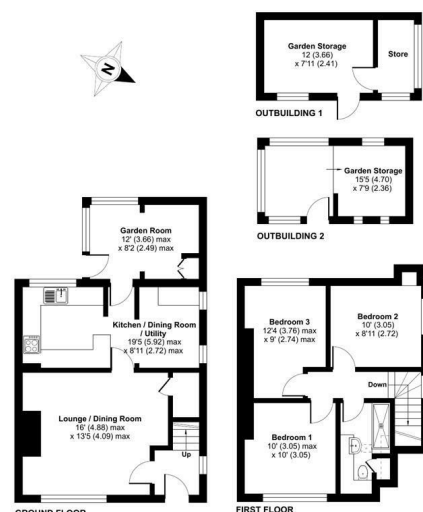 N
Garden Storage
12 (3.66)
x 7'11 (2.41)
Store
OUTBUILDING 1
Garden Storage
15'5 (4.70)
x 7'9 (2.36)
OUTBUILDING 2
Garden Room
12' (3.66) max
x 8'2 (2.49) max
Kitchen / Dining Room
/ Utility
19'5 (5.92) max
x 8'11 (2.72) max
Lounge / Dining Room
16' (4.88) max
x 13'5 (4.09) max
Up
GROUND FLOOR
Bedroom 3
12'4 (3.76) max
x 9' (2.74) max
Bedroom 2
10' (3.05)
x 8'11 (2.72)
Down
Bedroom 1
10' (3.05) max
x 10' (3.05)
FIRST FLOOR